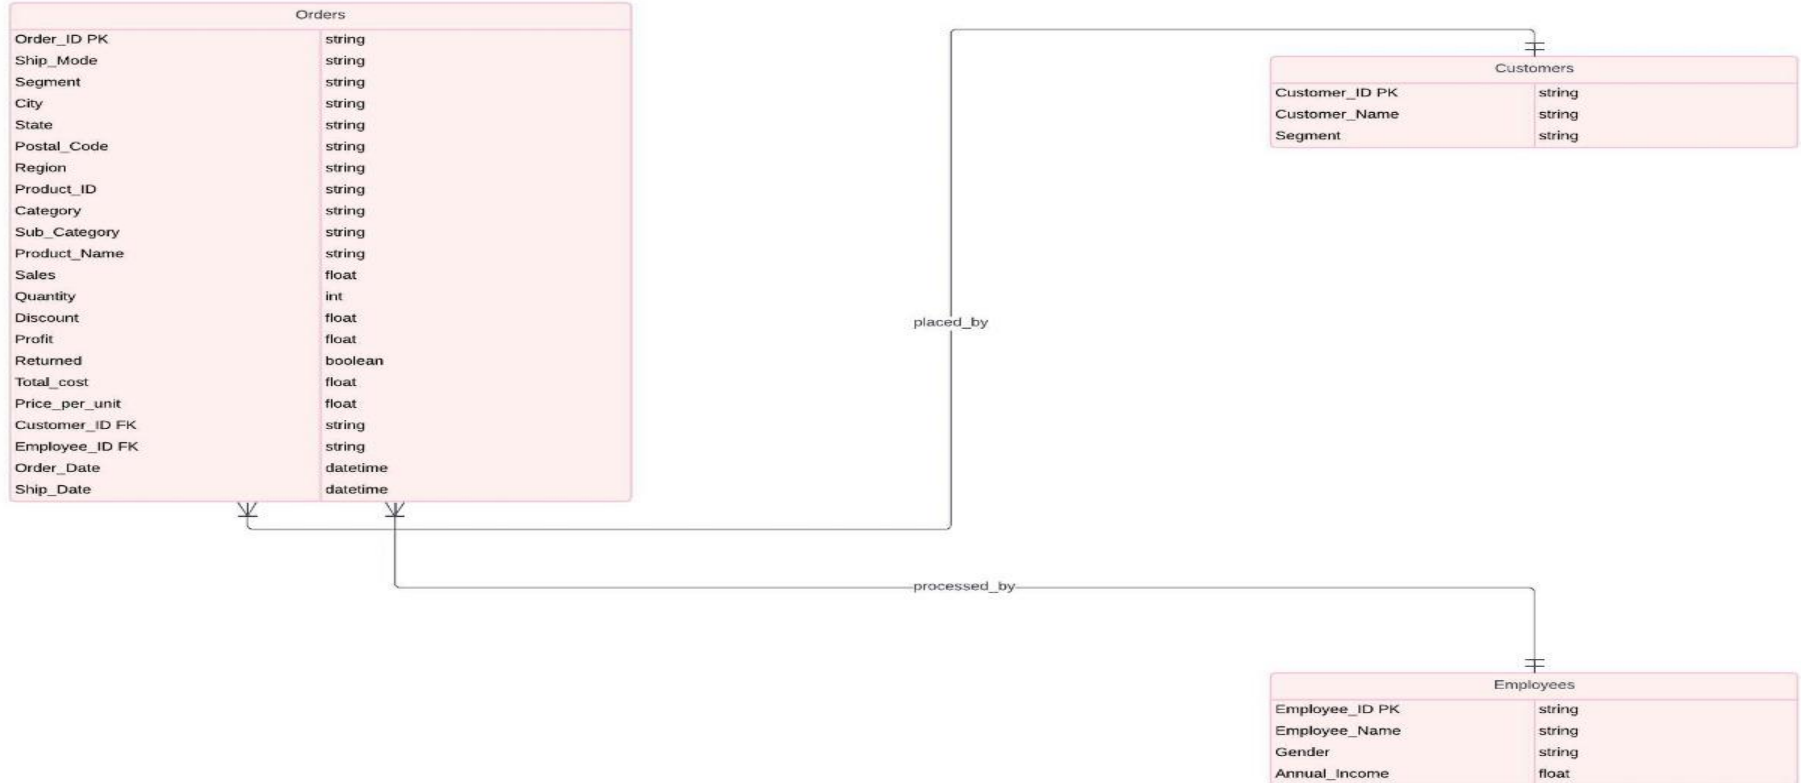 Orders
Order_ID PK string
Ship_Mode string
Segment string
City string
State string
Postal_Code string
Region string
Product_ID string
Category string
Sub_Category string
Product_Name string
Sales float
Quantity int
Discount float
Profit float
Returned boolean
Total_cost float
Price_per_unit float
Customer_ID FK string
Employee_ID FK string
Order_Date datetime
Ship_Date datetime
Customers
Customer_ID PK string
Customer_Name string
Segment string
placed_by
processed_by
Employees
Employee_ID PK string
Employee_Name string
Gender string
Annual_Income float